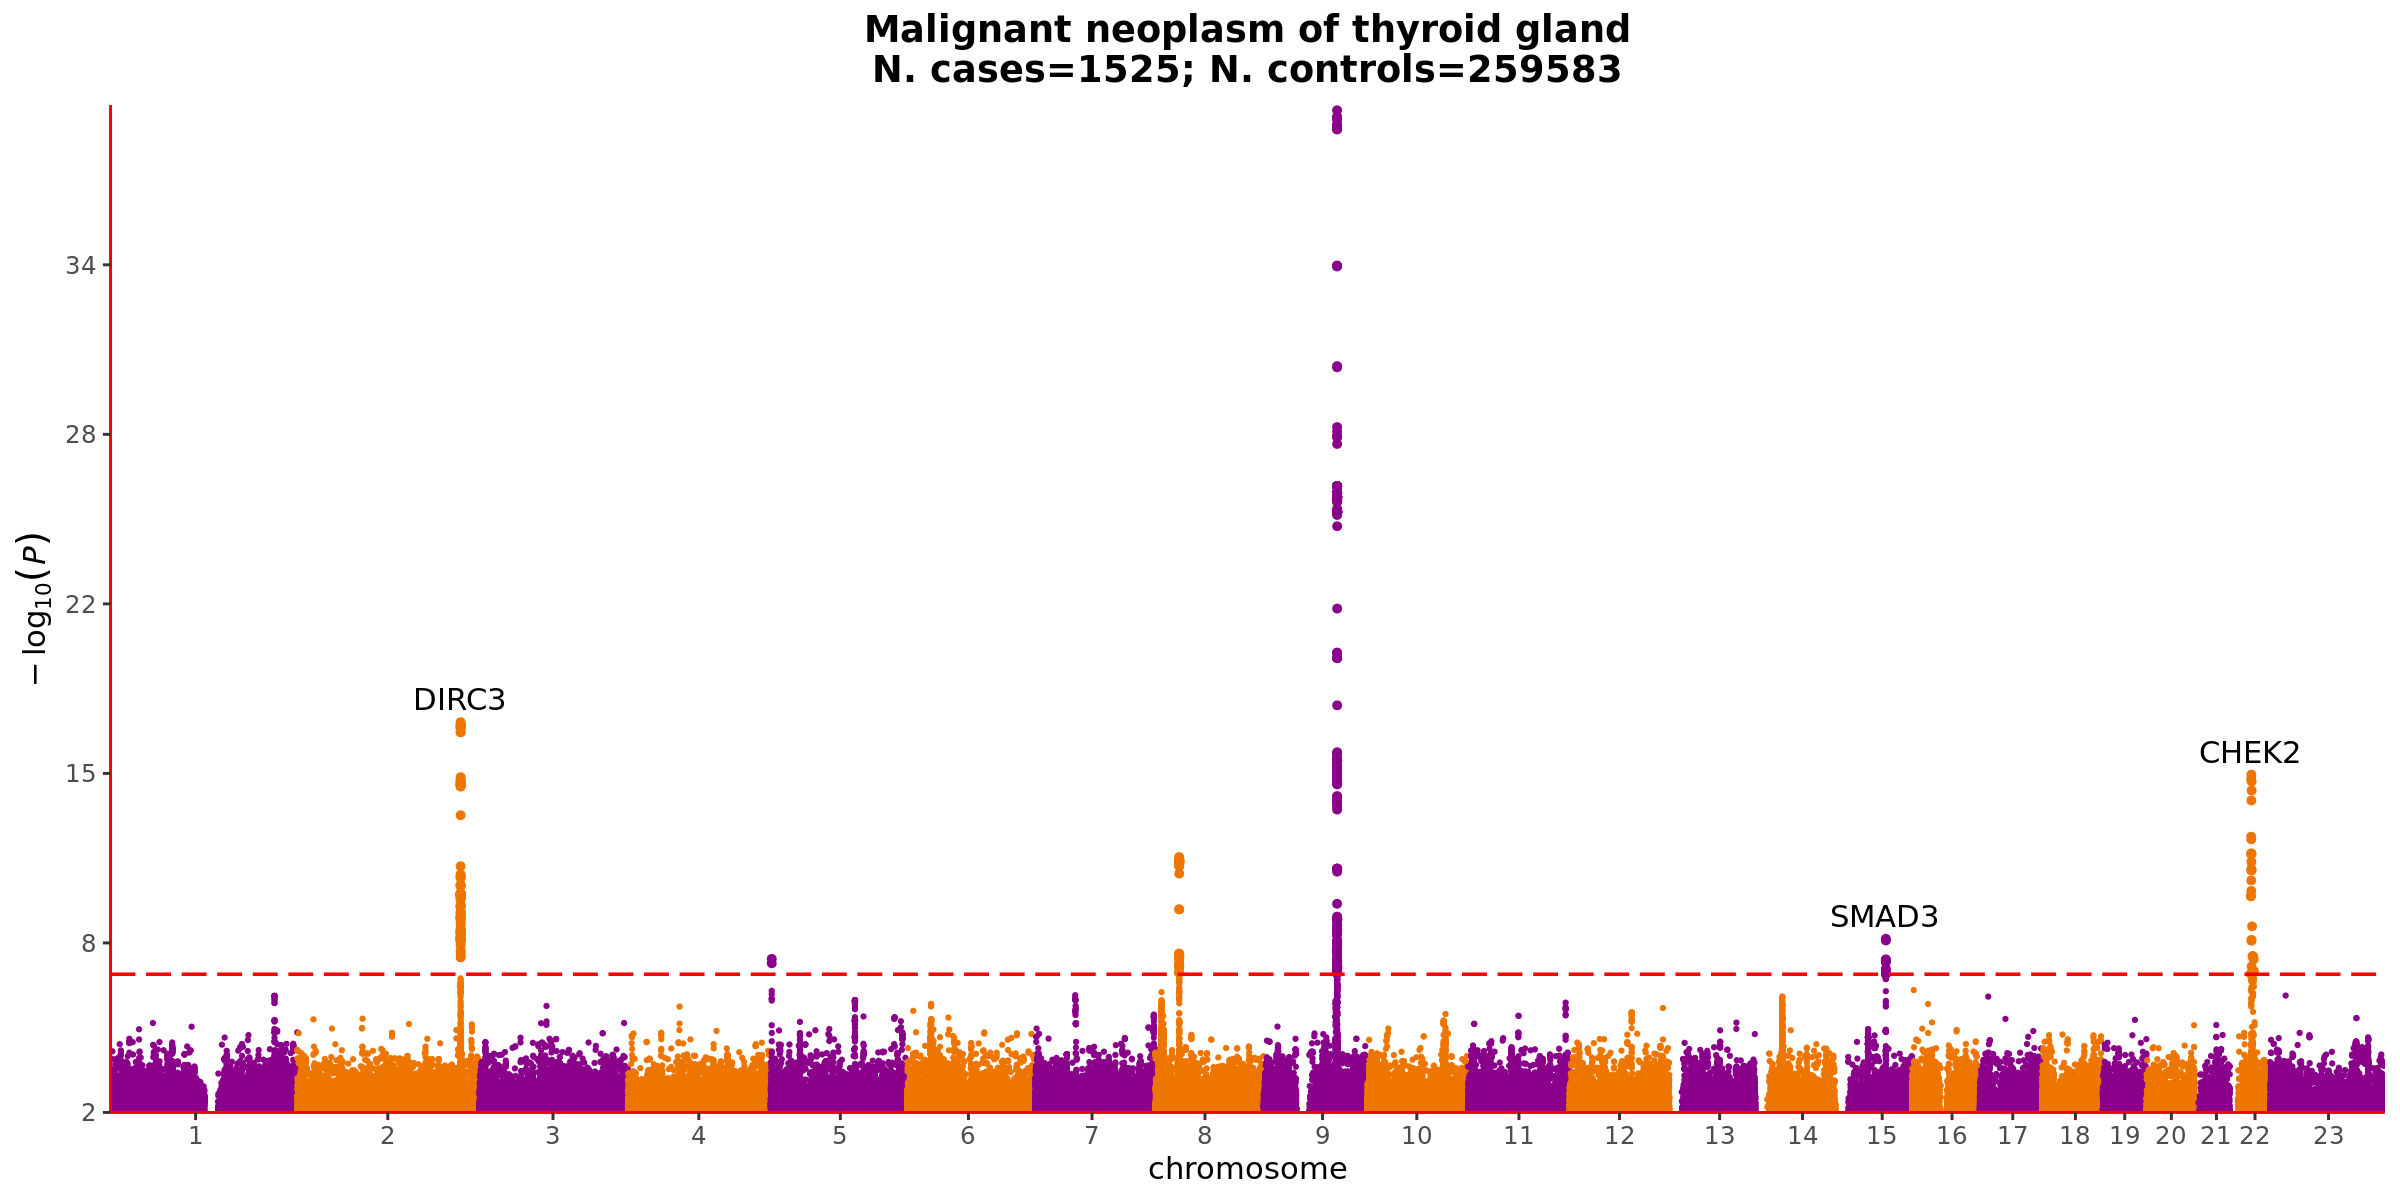 Malignant neoplasm of thyroid gland
N. cases=1525; N. controls=259583
− log10(P)
34
28
22
15
8
2
DIRC3
SMAD3
CHEK2
1 2 3 4 5 6 7 8 9 10 11 12 13 14 15 16 17 18 19 20 21 22 23
chromosome